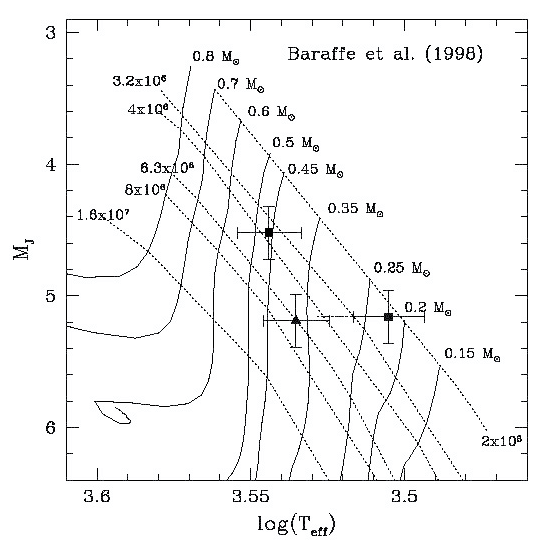 3
Baraffe et al. (1998)
0.8 M⊙
3.2x10⁶
0.7 M⊙
4x10⁶
0.6 M⊙
0.5 M⊙
4
6.3x10⁶
0.45 M⊙
8x10⁶
1.6x10⁷
0.35 M⊙
M_J
0.25 M⊙
5
0.2 M⊙
0.15 M⊙
6
2x10⁶
3.6
3.55
3.5
log(T_eff)